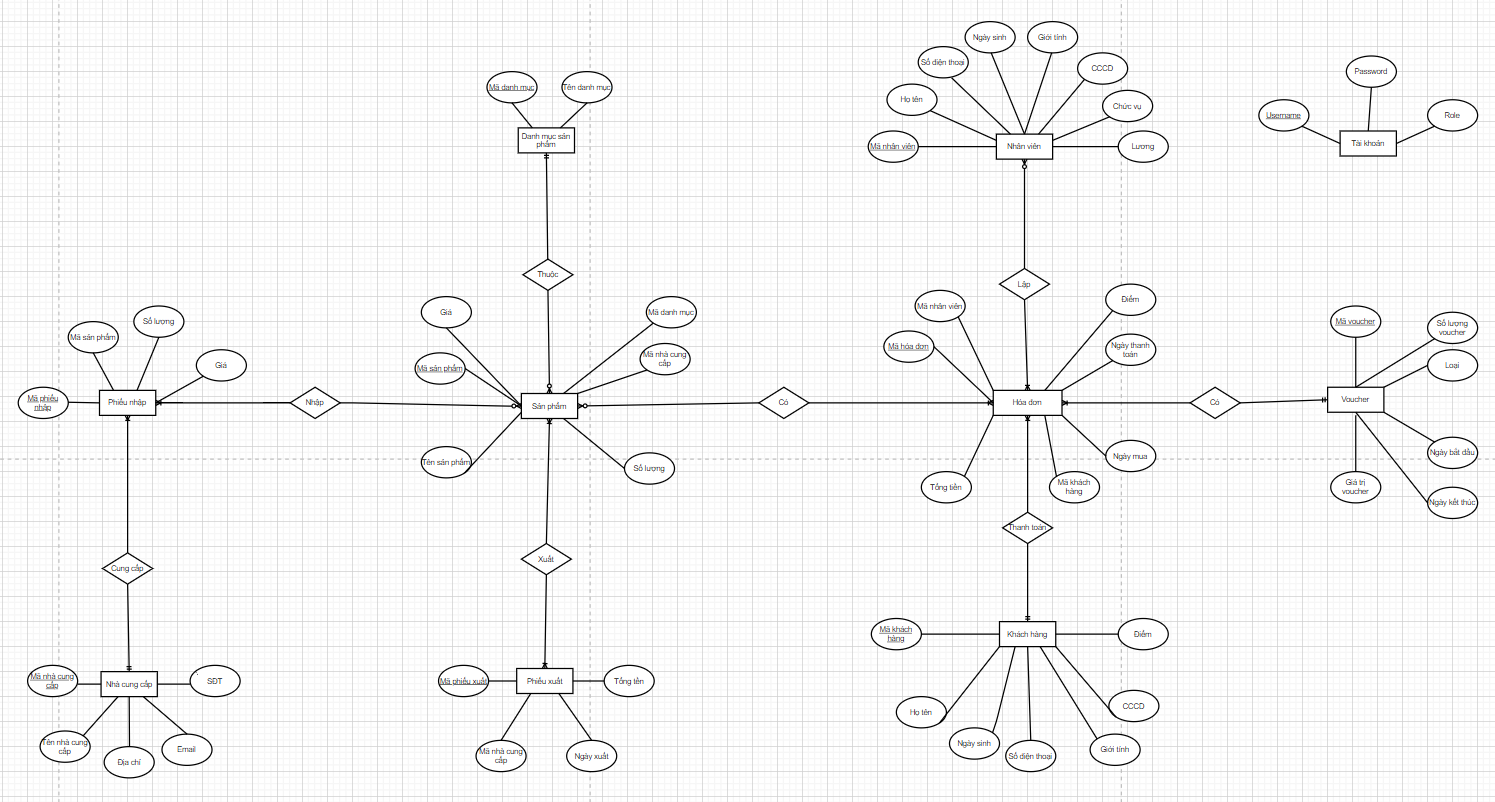 Ngày sinh
Giới tính
Số điện thoại
CCCD
Password
Mã danh mục
Tên danh mục
Họ tên
Chức vụ
Username
Role
Danh mục sản
phẩm
Mã nhân viên
Nhân viên
Lương
Tài khoản
Thuộc
Lập
Mã nhân viên
Điểm
Giá
Mã danh mục
Mã sản phẩm
Số lượng
Mã voucher
Số lượng
voucher
Mã hóa đơn
Ngày thanh
toán
Mã sản phẩm
Mã nhà cung
cấp
Giá
Loại
Mã phiếu
nhập
Phiếu nhập
Nhập
Sản phẩm
Có
Hóa đơn
Có
Voucher
Tên sản phẩm
Số lượng
Ngày mua
Ngày bắt đầu
Tổng tiền
Mã khách
hàng
Giá trị
voucher
Ngày kết thúc
Thanh toán
Cung cấp
Xuất
Mã khách
hàng
Khách hàng
Điểm
Mã nhà cung
cấp
Nhà cung cấp
SĐT
Mã phiếu xuất
Phiếu xuất
Tổng tền
Họ tên
CCCD
Tên nhà cung
cấp
Địa chỉ
Email
Mã nhà cung
cấp
Ngày xuất
Ngày sinh
Số điện thoại
Giới tính